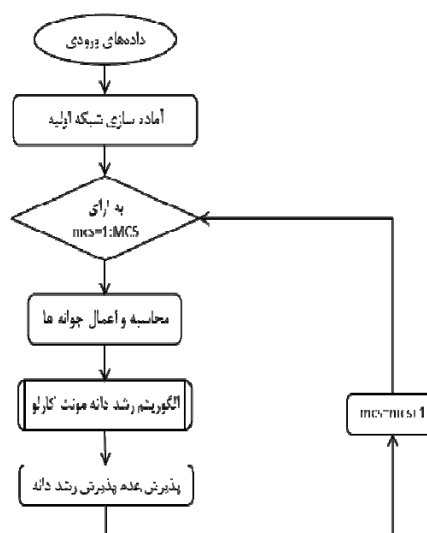 داده‌های ورودی
آماده سازی شبکه اولیه
به ازای
mcs=1:MCS
محاسبه و اعمال جوانه ها
الگوریتم رشد دانه مونت کارلو
mcs=mcs+1
پذیرش عدم پذیرش رشد دانه